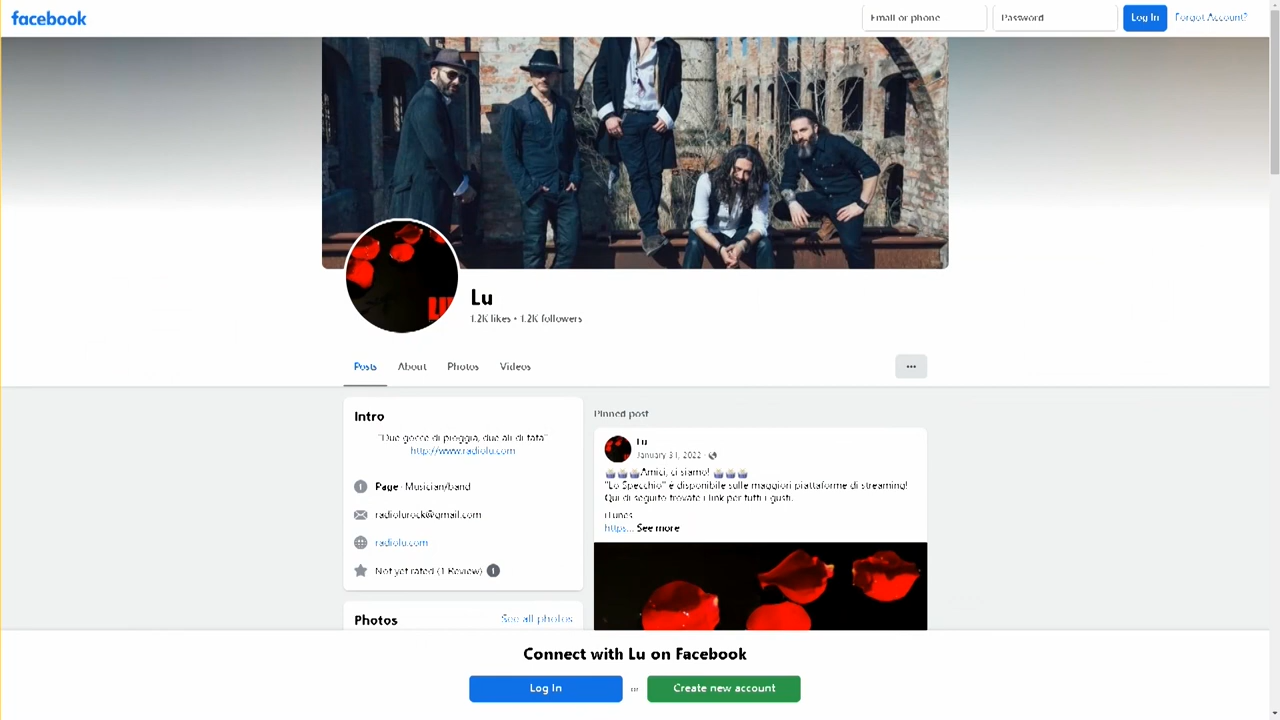 facebook
Email or phone
Password
Log In
Forgot Account?
Lu
1.2K likes • 1.2K followers
Posts
About
Photos
Videos
Intro
"Due gocce di pioggia, due ali di fata"
http://www.radiolu.com
Page · Musician/band
radiolurock@gmail.com
radiolu.com
Not yet rated (1 Review)
Photos
See all photos
Pinned post
Lu
January 31, 2022
Amici, ci siamo!
"Lo Specchio" è disponibile sulle maggiori piattaforme di streaming!
Qui di seguito trovate i link per tutti i gusti.
iTunes
https... See more
Connect with Lu on Facebook
Log In
or
Create new account